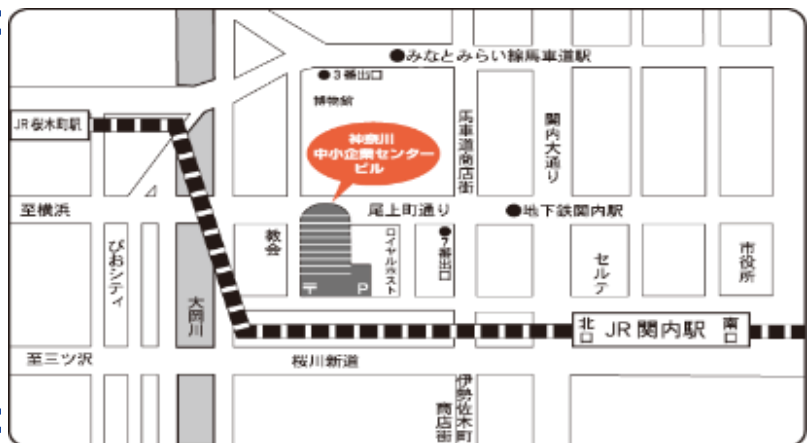 ●みなとみらい線馬車道駅
●3番出口
博物館
JR桜木町駅
神奈川
中小企業センター
ビル
馬車道商店街
関内大通り
至横浜
尾上町通り
●地下鉄関内駅
ぴおシティ
教会
ロイヤルホスト
●7番出口
セルテ
市役所
大岡川
〒
P
北口
JR関内駅
南口
至三ツ沢
桜川新道
伊勢佐木町
商店街